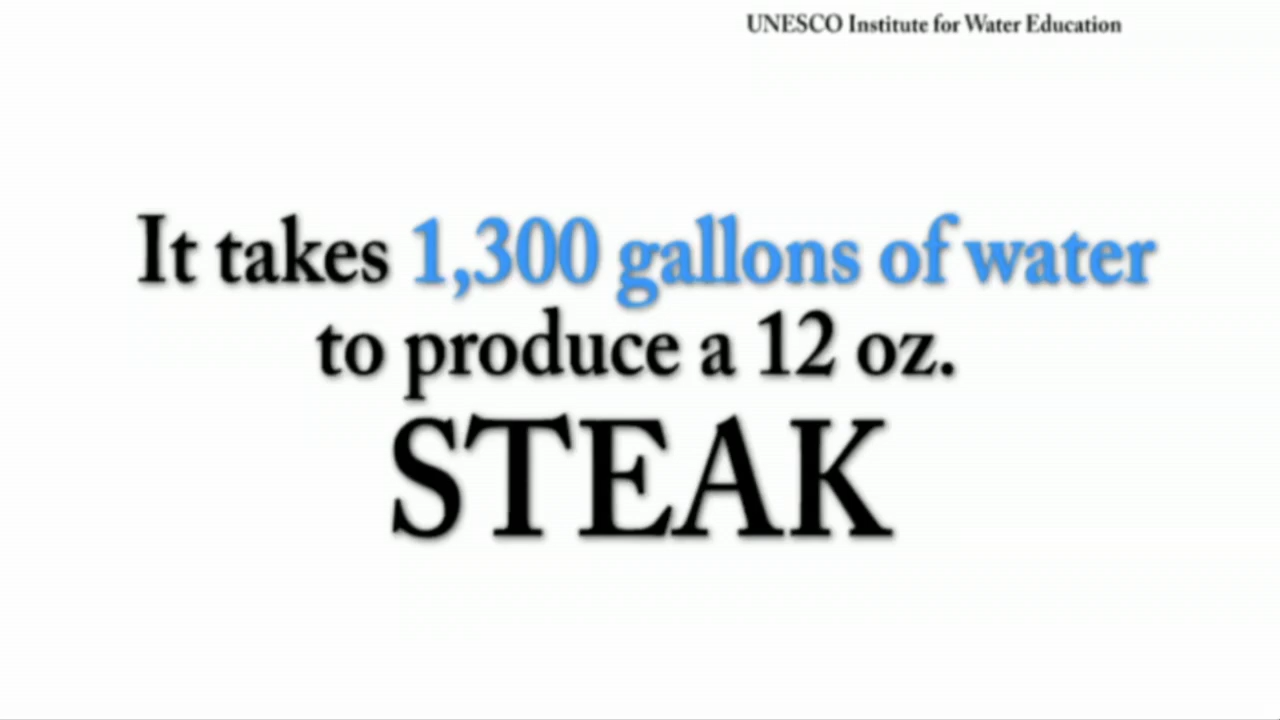 UNESCO Institute for Water Education
It takes 1,300 gallons of water
to produce a 12 oz.
STEAK